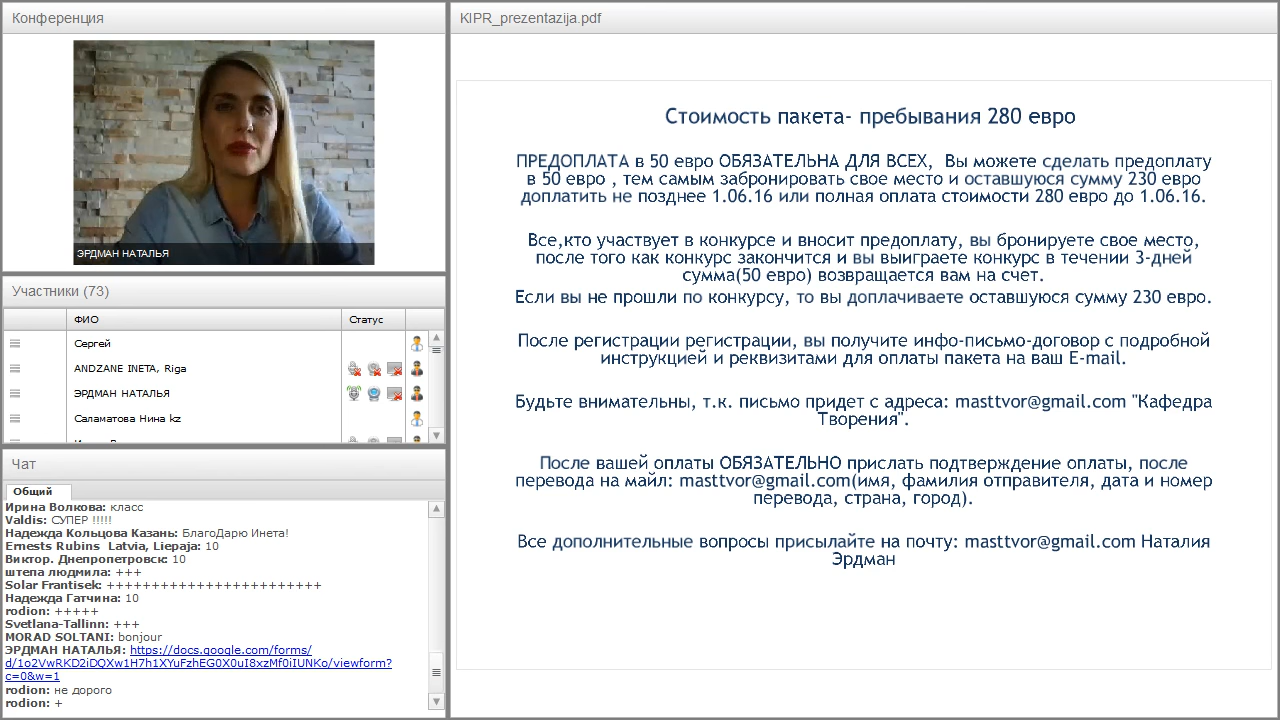 Конференция
ЭРДМАН НАТАЛЬЯ
Участники (73)
ФИО
Статус
Сергей
ANDZANE INETA, Riga
ЭРДМАН НАТАЛЬЯ
Саламатова Нина kz
Чат
Общий
Ирина Волкова: класс
Valdis: СУПЕР !!!!!
Надежда Кольцова Казань: БлагоДарю Инета!
Ernests Rubins Latvia, Liepaja: 10
Виктор. Днепропетровск: 10
штепа людмила: +++
Solar Frantisek: ++++++++++++++++++++++++
Надежда Гатчина: 10
rodion: +++++
Svetlana-Tallinn: +++
MORAD SOLTANI: bonjour
ЭРДМАН НАТАЛЬЯ: https://docs.google.com/forms/
d/1o2VwRKD2iDQXw1H7h1XYuFzhEG0X0uI8xzMf0iIUNKo/viewform?
c=0&w=1
rodion: не дорого
rodion: +
KIPR_prezentazija.pdf
Стоимость пакета- пребывания 280 евро
ПРЕДОПЛАТА в 50 евро ОБЯЗАТЕЛЬНА ДЛЯ ВСЕХ, Вы можете сделать предоплату
в 50 евро , тем самым забронировать свое место и оставшуюся сумму 230 евро
доплатить не позднее 1.06.16 или полная оплата стоимости 280 евро до 1.06.16.
Все,кто участвует в конкурсе и вносит предоплату, вы бронируете свое место,
после того как конкурс закончится и вы выиграете конкурс в течении 3-дней
сумма(50 евро) возвращается вам на счет.
Если вы не прошли по конкурсу, то вы доплачиваете оставшуюся сумму 230 евро.
После регистрации регистрации, вы получите инфо-письмо-договор с подробной
инструкцией и реквизитами для оплаты пакета на ваш E-mail.
Будьте внимательны, т.к. письмо придет с адреса: masttvor@gmail.com "Кафедра
Творения".
После вашей оплаты ОБЯЗАТЕЛЬНО прислать подтверждение оплаты, после
перевода на майл: masttvor@gmail.com(имя, фамилия отправителя, дата и номер
перевода, страна, город).
Все дополнительные вопросы присылайте на почту: masttvor@gmail.com Наталия
Эрдман